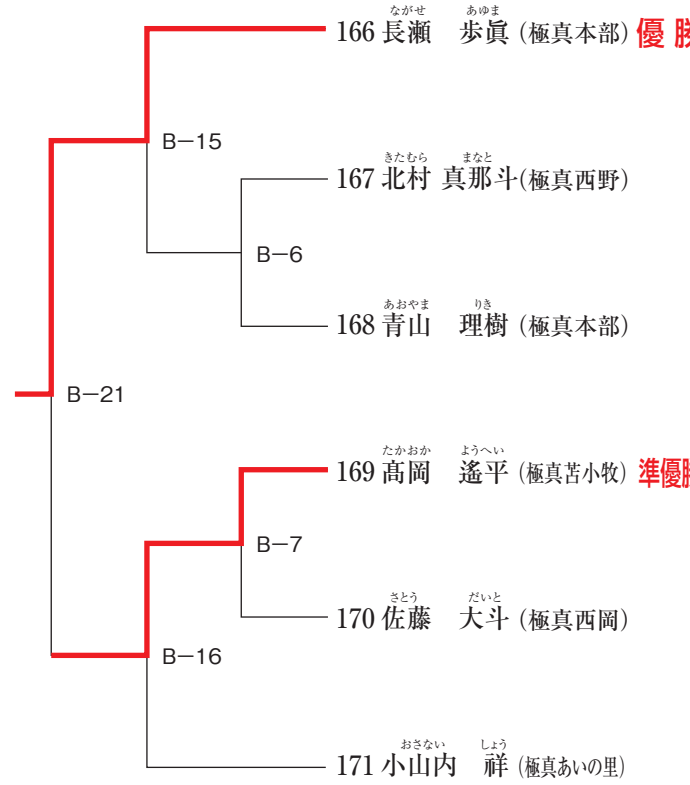 ながせ あゆま
166 長瀬 歩眞 (極真本部) 優 勝
B−15
きたむら まなと
167 北村 真那斗(極真西野)
B−6
あおやま りき
168 青山 理樹 (極真本部)
B−21
たかおか ようへい
169 髙岡 遙平 (極真苫小牧) 準優勝
B−7
さとう だいと
170 佐藤 大斗 (極真西岡)
B−16
おさない しょう
171 小山内 祥 (極真あいの里)